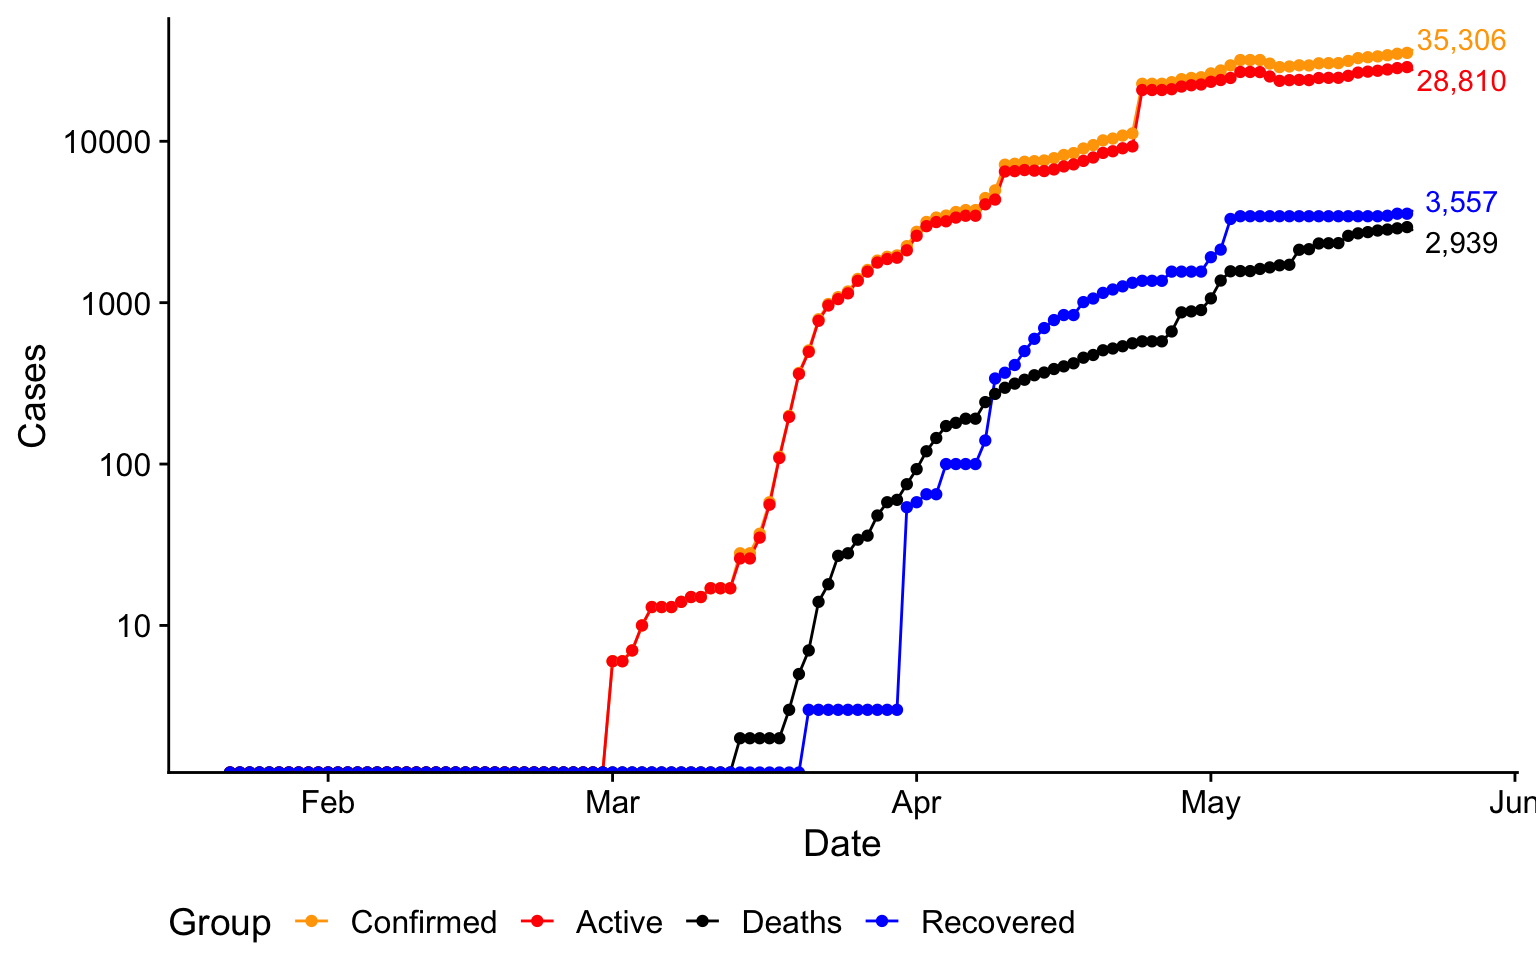 35,306
28,810
10000
3,557
2,939
1000
Cases
100
10
Feb Mar Apr May Jun
Date
Group Confirmed Active Deaths Recovered